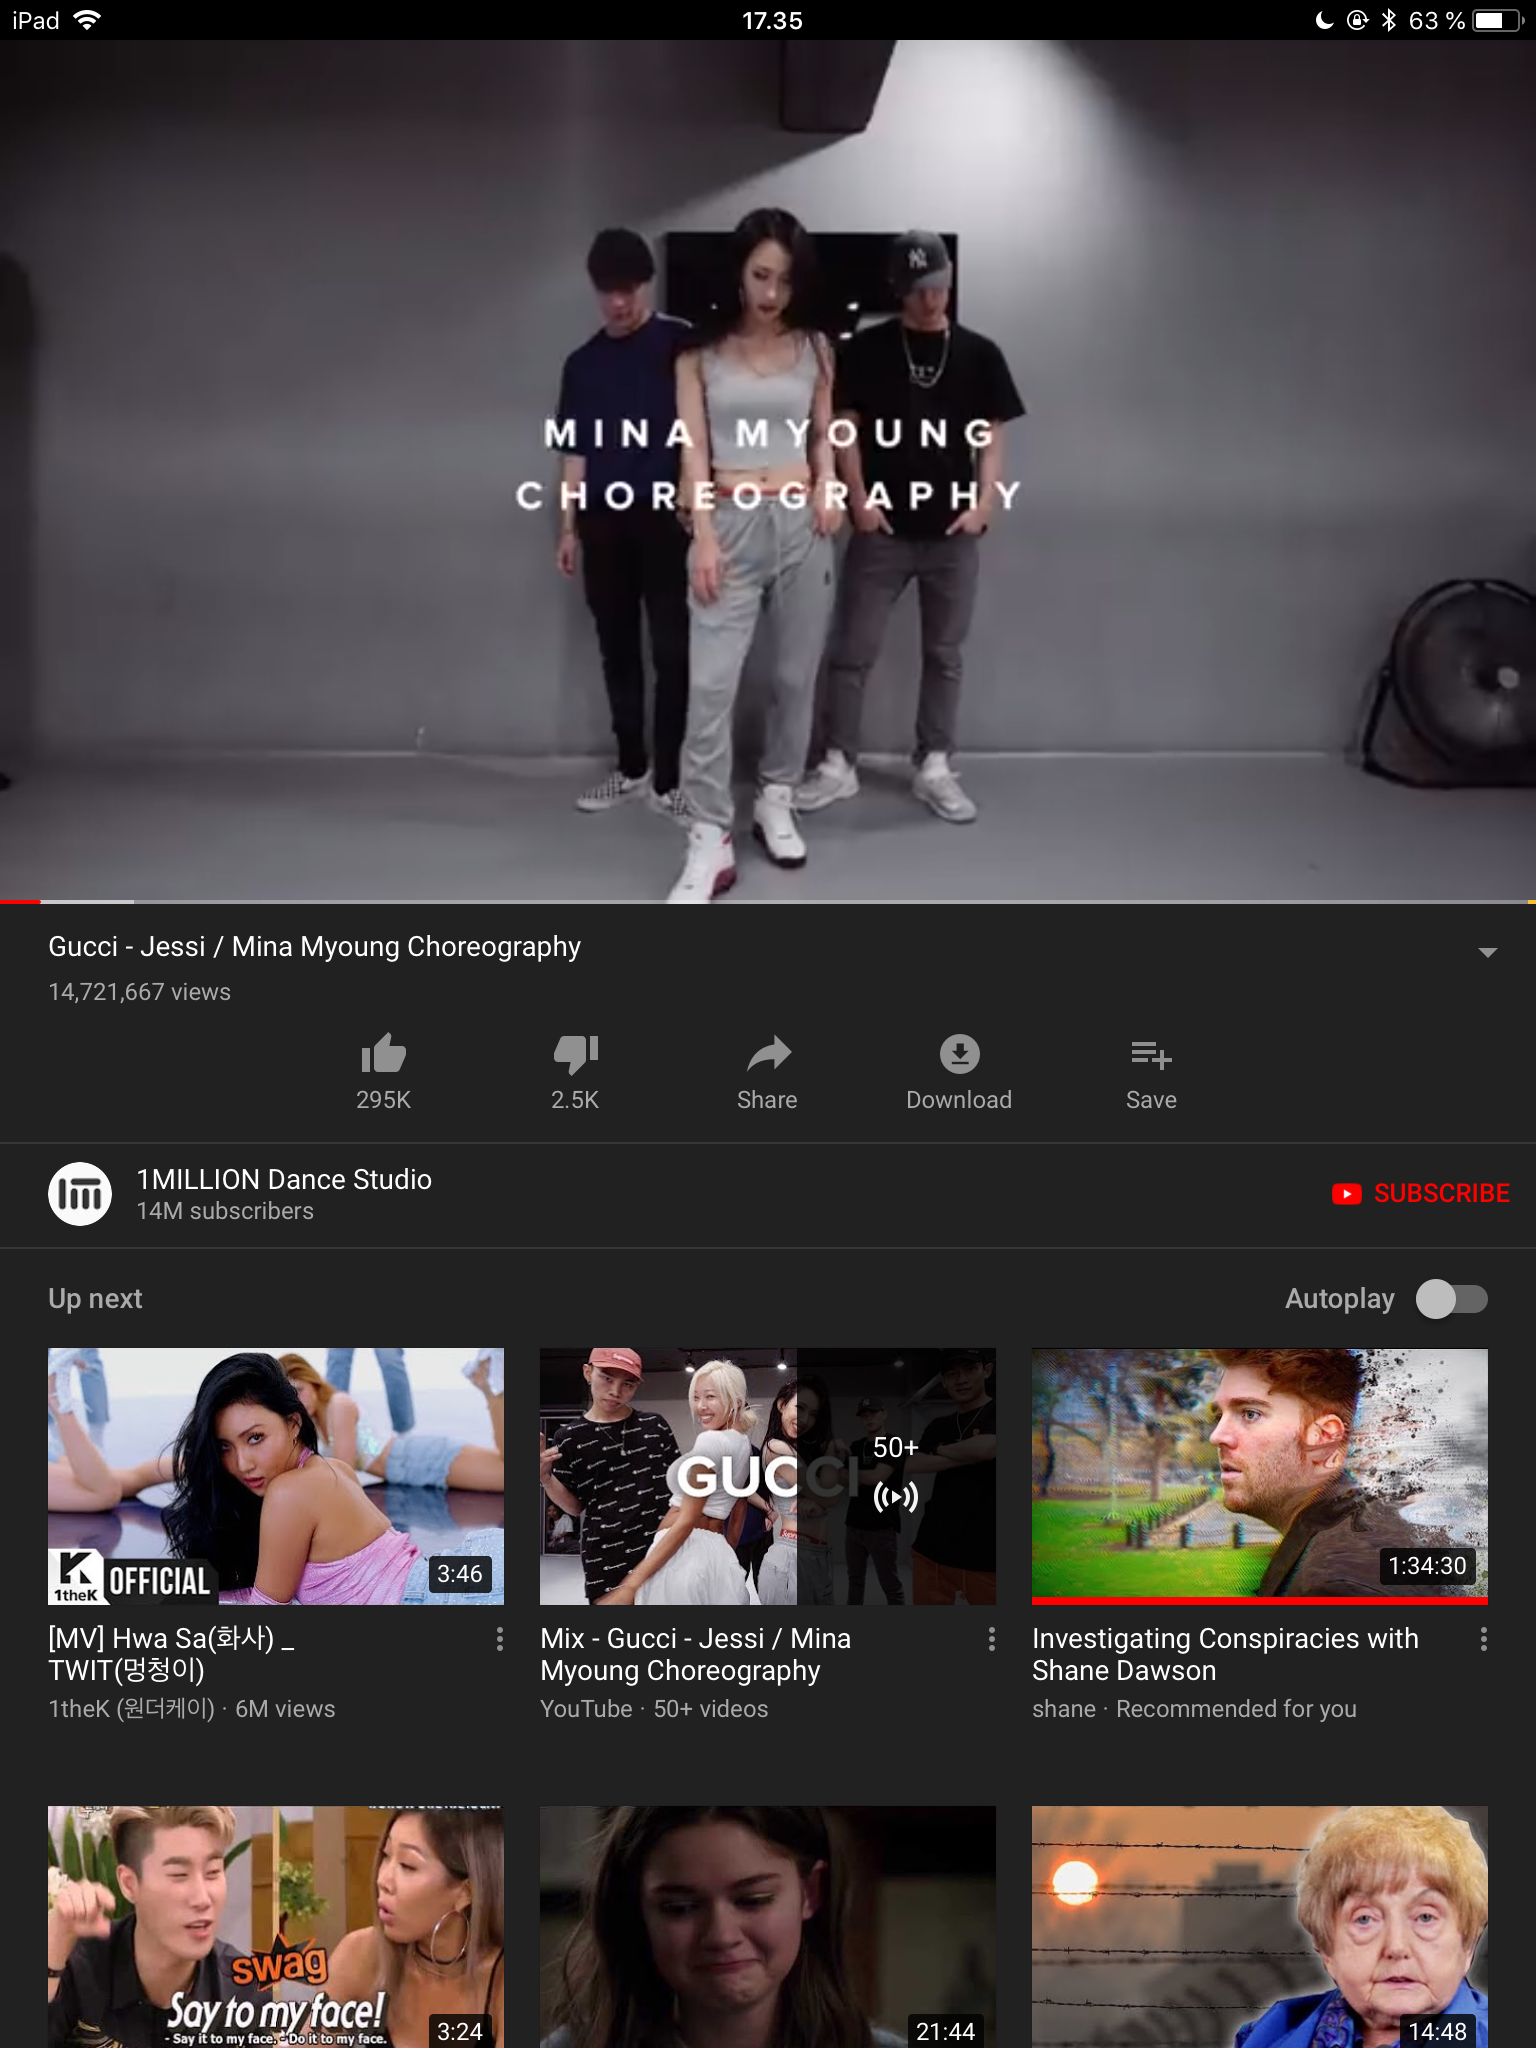 iPad
17.35
63 %
MINA MYOUNG
CHOREOGRAPHY
Gucci - Jessi / Mina Myoung Choreography
14,721,667 views
295K
2.5K
Share
Download
Save
1MILLION Dance Studio
14M subscribers
SUBSCRIBE
Up next
Autoplay
K
1theK
OFFICIAL
3:46
[MV] Hwa Sa(화사) _
TWIT(멍청이)
1theK (원더케이) · 6M views
GUCCI
50+
Mix - Gucci - Jessi / Mina
Myoung Choreography
YouTube · 50+ videos
1:34:30
Investigating Conspiracies with
Shane Dawson
shane · Recommended for you
swag
Say to my face!
- Say it to my face. - Do it to my face.
3:24
21:44
14:48